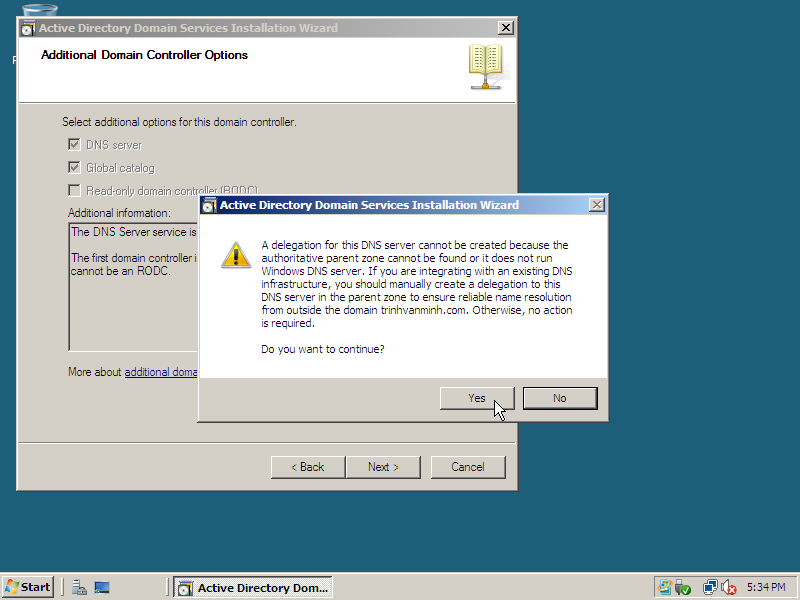 Active Directory Domain Services Installation Wizard
Additional Domain Controller Options
Select additional options for this domain controller.
DNS server
Global catalog
Read-only domain controller (RODC)
Additional information:
The DNS Server service is
The first domain controller i
cannot be an RODC.
More about additional doma
Active Directory Domain Services Installation Wizard
A delegation for this DNS server cannot be created because the
authoritative parent zone cannot be found or it does not run
Windows DNS server. If you are integrating with an existing DNS
infrastructure, you should manually create a delegation to this
DNS server in the parent zone to ensure reliable name resolution
from outside the domain trinhvanminh.com. Otherwise, no action
is required.
Do you want to continue?
Yes
No
< Back
Next >
Cancel
Start
Active Directory Dom...
5:34 PM